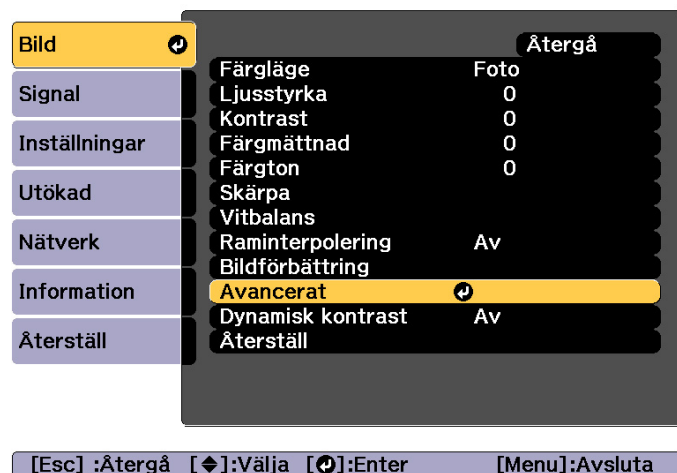 Bild
Signal
Inställningar
Utökad
Nätverk
Information
Återställ
Återgå
Färgläge Foto
Ljusstyrka 0
Kontrast 0
Färgmättnad 0
Färgton 0
Skärpa
Vitbalans
Raminterpolering Av
Bildförbättring
Avancerat
Dynamisk kontrast Av
Återställ
[Esc] :Återgå [◆]:Välja [↵]:Enter [Menu]:Avsluta